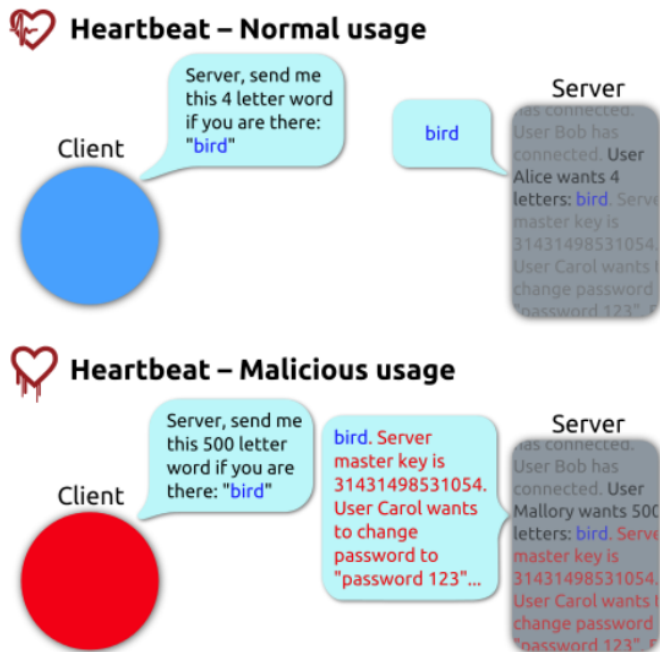 Heartbeat – Normal usage
Server, send me
this 4 letter word
if you are there:
"bird"
Client
bird
Server
has connected.
User Bob has
connected. User
Alice wants 4
letters: bird. Serve
master key is
31431498531054.
User Carol wants t
change password
"password 123".
Heartbeat – Malicious usage
Server, send me
this 500 letter
word if you are
there: "bird"
Client
bird. Server
master key is
31431498531054.
User Carol wants
to change
password to
"password 123"...
Server
has connected.
User Bob has
connected. User
Mallory wants 500
letters: bird. Serve
master key is
31431498531054.
User Carol wants t
change password
"password 123".